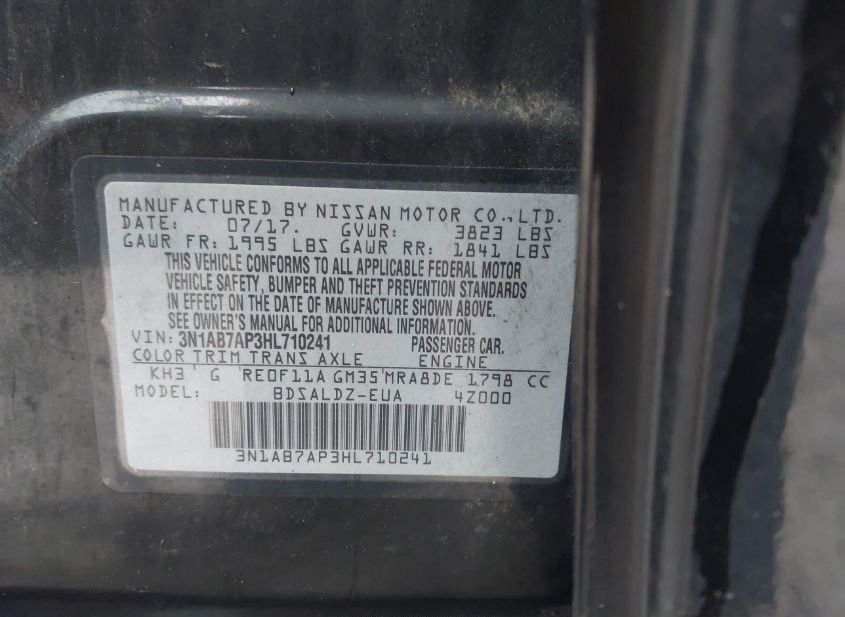 MANUFACTURED BY NISSAN MOTOR CO., LTD.
DATE: 07/17. GVWR: 3823 LBS
GAWR FR: 1995 LBS GAWR RR: 1841 LBS
THIS VEHICLE CONFORMS TO ALL APPLICABLE FEDERAL MOTOR
VEHICLE SAFETY, BUMPER AND THEFT PREVENTION STANDARDS
IN EFFECT ON THE DATE OF MANUFACTURE SHOWN ABOVE.
SEE OWNER'S MANUAL FOR ADDITIONAL INFORMATION.
VIN: 3N1AB7AP3HL710241 PASSENGER CAR.
COLOR TRIM TRANS AXLE ENGINE
KH3 G RE0F11A GM35 MRA8DE 1798 CC
MODEL: BDSALDZ-EUA 4Z000
3N1AB7AP3HL710241